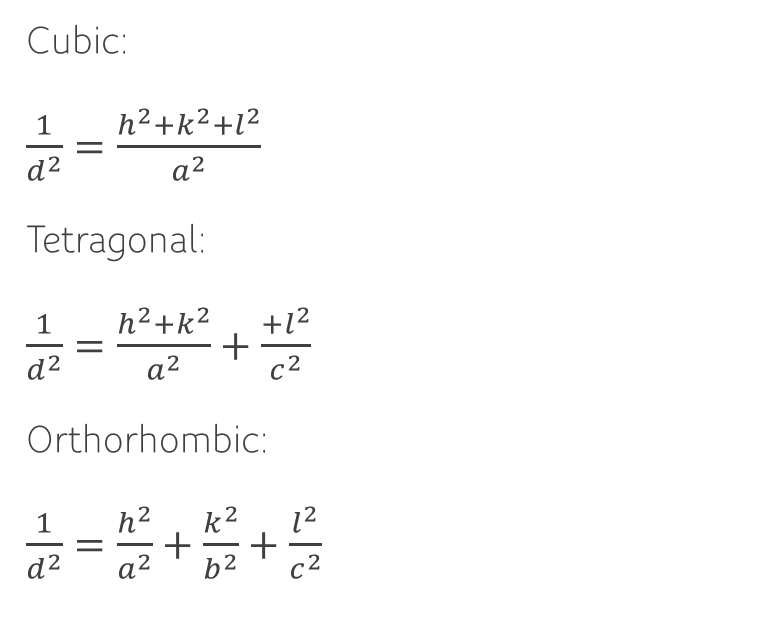 Cubic:
1/d² = h²+k²+l²/a²
Tetragonal:
1/d² = h²+k²/a² + +l²/c²
Orthorhombic:
1/d² = h²/a² + k²/b² + l²/c²